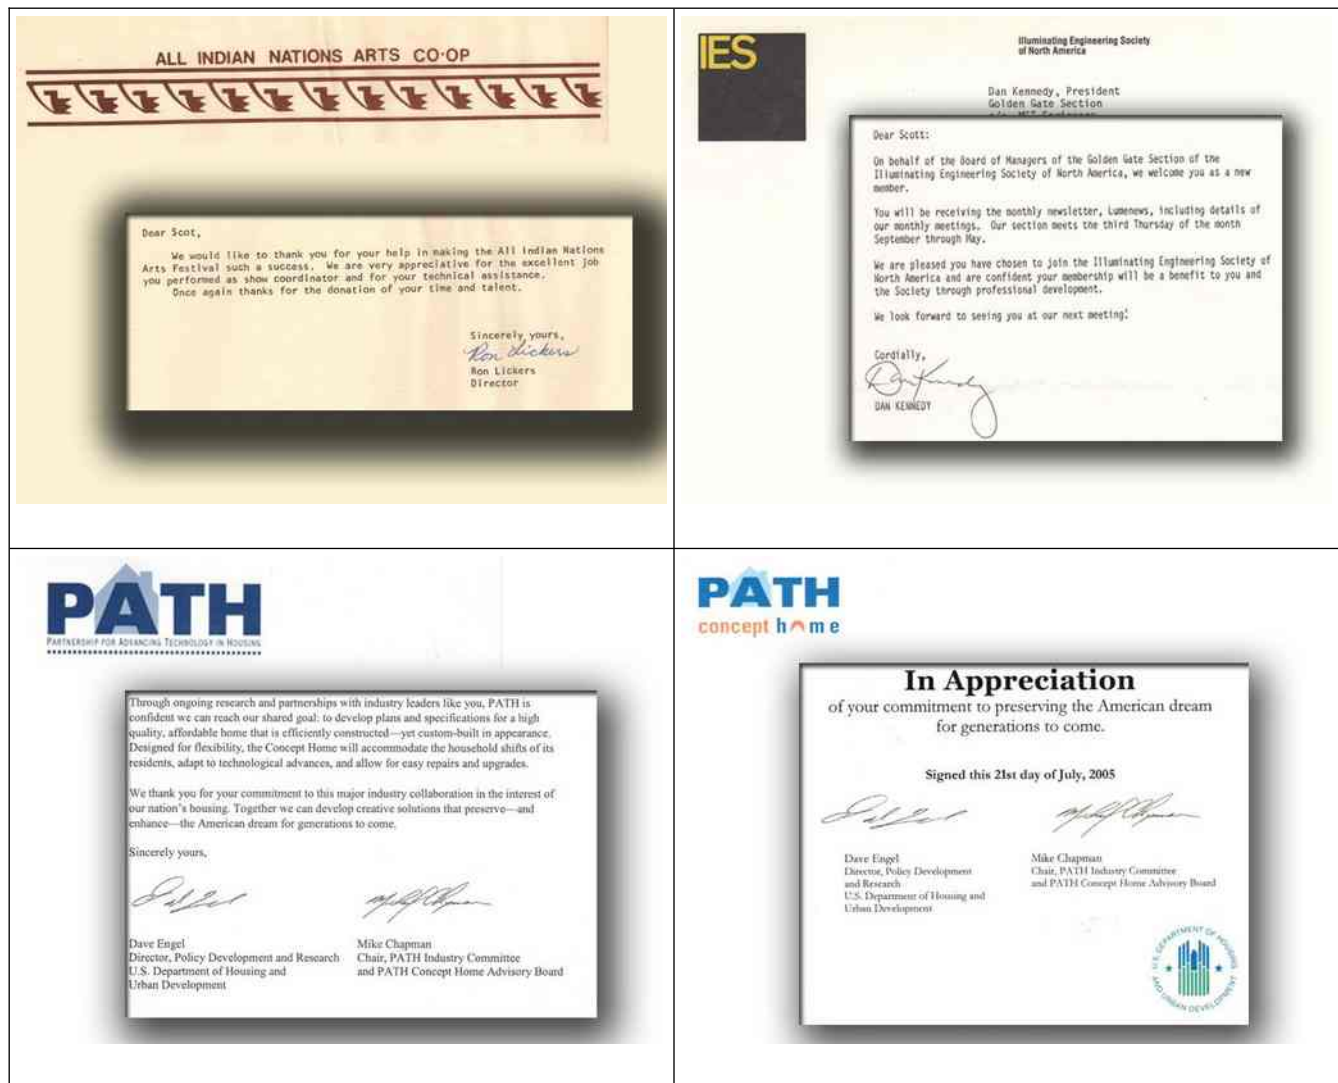 ALL INDIAN NATIONS ARTS CO·OP
Dear Scot,
We would like to thank you for your help in making the All Indian Nations
Arts Festival such a success. We are very appreciative for the excellent job
you performed as show coordinator and for your technical assistance.
Once again thanks for the donation of your time and talent.
Sincerely yours,
Ron Lickers
Ron Lickers
Director
IES
Illuminating Engineering Society
of North America
Dan Kennedy, President
Golden Gate Section
Dear Scott:
On behalf of the Board of Managers of the Golden Gate Section of the
Illuminating Engineering Society of North America, we welcome you as a new
member.
You will be receiving the monthly newsletter, Lumenews, including details of
our monthly meetings. Our section meets the third Thursday of the month
September through May.
We are pleased you have chosen to join the Illuminating Engineering Society of
North America and are confident your membership will be a benefit to you and
the Society through professional development.
We look forward to seeing you at our next meeting!
Cordially,
Dan Kennedy
DAN KENNEDY
PATH
PARTNERSHIP FOR ADVANCING TECHNOLOGY IN HOUSING
Through ongoing research and partnerships with industry leaders like you, PATH is
confident we can reach our shared goal: to develop plans and specifications for a high
quality, affordable home that is efficiently constructed—yet custom-built in appearance.
Designed for flexibility, the Concept Home will accommodate the household shifts of its
residents, adapt to technological advances, and allow for easy repairs and upgrades.
We thank you for your commitment to this major industry collaboration in the interest of
our nation's housing. Together we can develop creative solutions that preserve—and
enhance—the American dream for generations to come.
Sincerely yours,
Dave Engel
Director, Policy Development and Research
U.S. Department of Housing and
Urban Development
Mike Chapman
Chair, PATH Industry Committee
and PATH Concept Home Advisory Board
PATH
concept home
In Appreciation
of your commitment to preserving the American dream
for generations to come.
Signed this 21st day of July, 2005
Dave Engel
Director, Policy Development
and Research
U.S. Department of Housing and
Urban Development
Mike Chapman
Chair, PATH Industry Committee
and PATH Concept Home Advisory Board
U.S. DEPARTMENT OF HOUSING
AND URBAN DEVELOPMENT